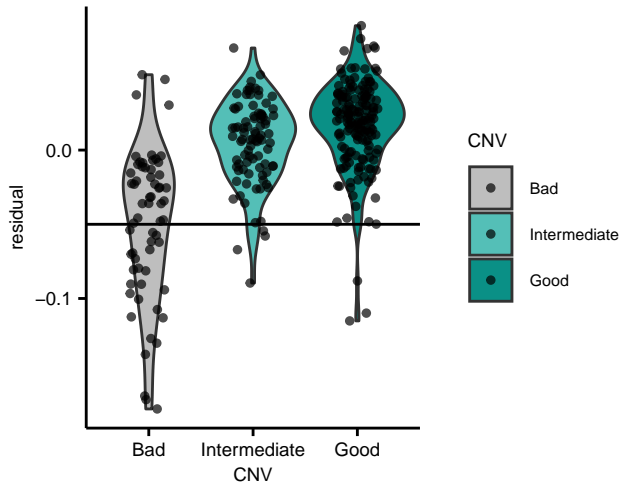 residual
0.0
−0.1
Bad
Intermediate
Good
CNV
CNV
Bad
Intermediate
Good